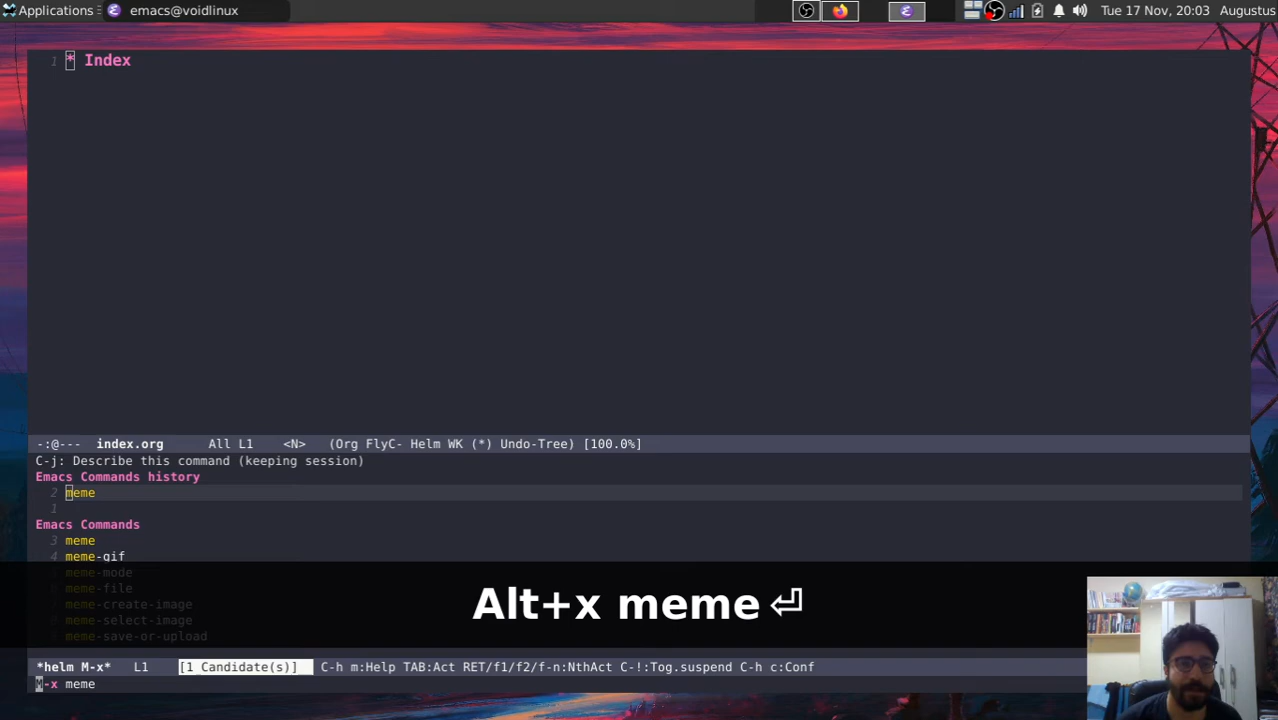 Applications
emacs@voidlinux
Tue 17 Nov, 20:03 Augustus
1 * Index
-:@--- index.org All L1 <N> (Org FlyC- Helm WK (*) Undo-Tree) [100.0%]
C-j: Describe this command (keeping session)
Emacs Commands history
2 meme
1
Emacs Commands
3 meme
4 meme-gif
meme-mode
meme-file
meme-create-image
meme-select-image
meme-save-or-upload
Alt+x meme ⏎
*helm M-x* L1 [1 Candidate(s)] C-h m:Help TAB:Act RET/f1/f2/f-n:NthAct C-!:Tog.suspend C-h c:Conf
M-x meme